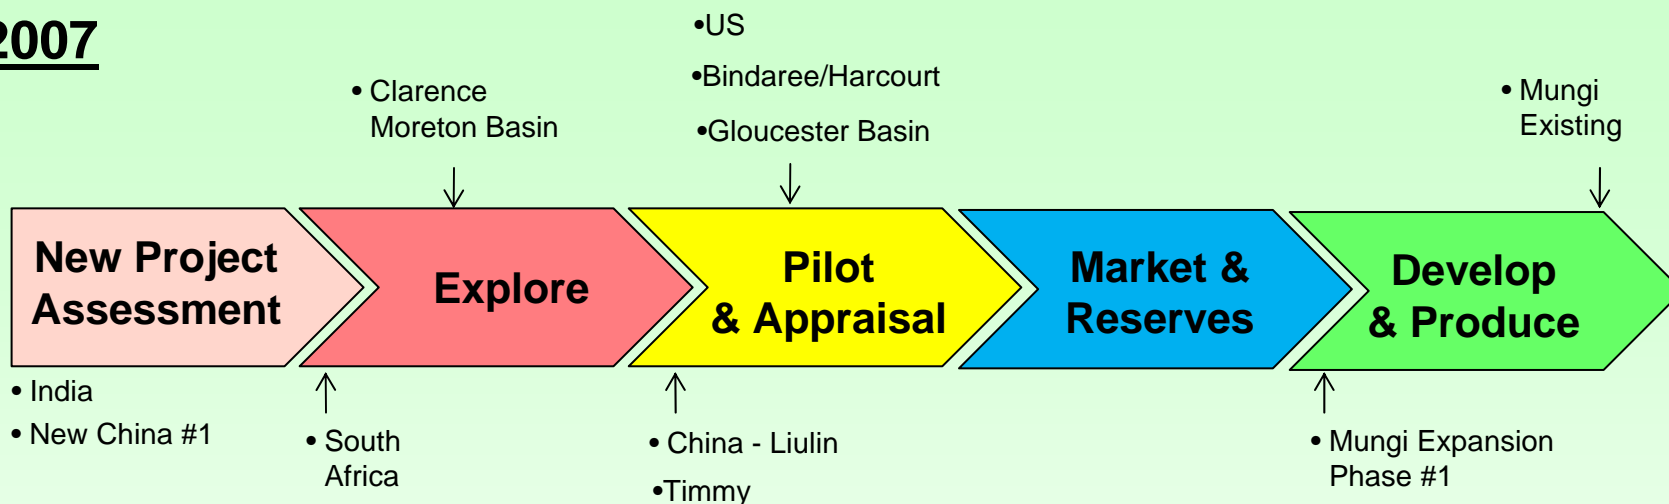 2007
•US
•Bindaree/Harcourt
•Gloucester Basin
• Clarence
Moreton Basin
• Mungi
Existing
New Project
Assessment
Explore
Pilot
& Appraisal
Market &
Reserves
Develop
& Produce
• India
• New China #1
• South
Africa
• China - Liulin
•Timmy
• Mungi Expansion
Phase #1